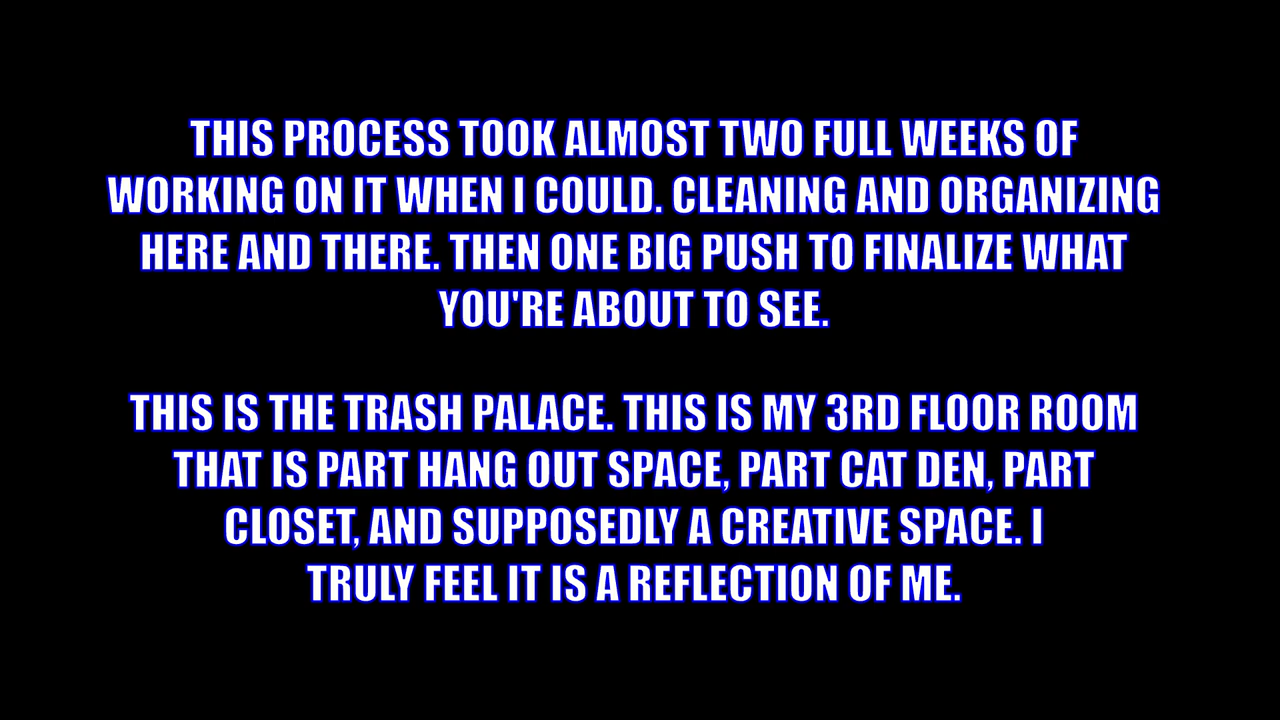 THIS PROCESS TOOK ALMOST TWO FULL WEEKS OF
WORKING ON IT WHEN I COULD. CLEANING AND ORGANIZING
HERE AND THERE. THEN ONE BIG PUSH TO FINALIZE WHAT
YOU'RE ABOUT TO SEE.
THIS IS THE TRASH PALACE. THIS IS MY 3RD FLOOR ROOM
THAT IS PART HANG OUT SPACE, PART CAT DEN, PART
CLOSET, AND SUPPOSEDLY A CREATIVE SPACE. I
TRULY FEEL IT IS A REFLECTION OF ME.